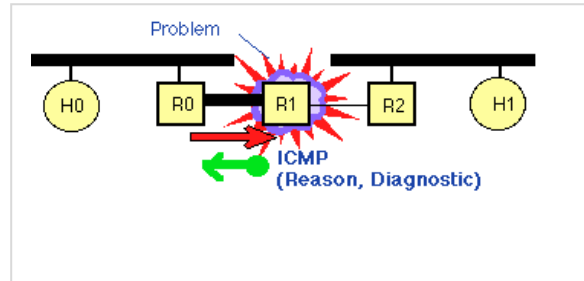 Problem
H0
R0
R1
R2
H1
ICMP
(Reason, Diagnostic)